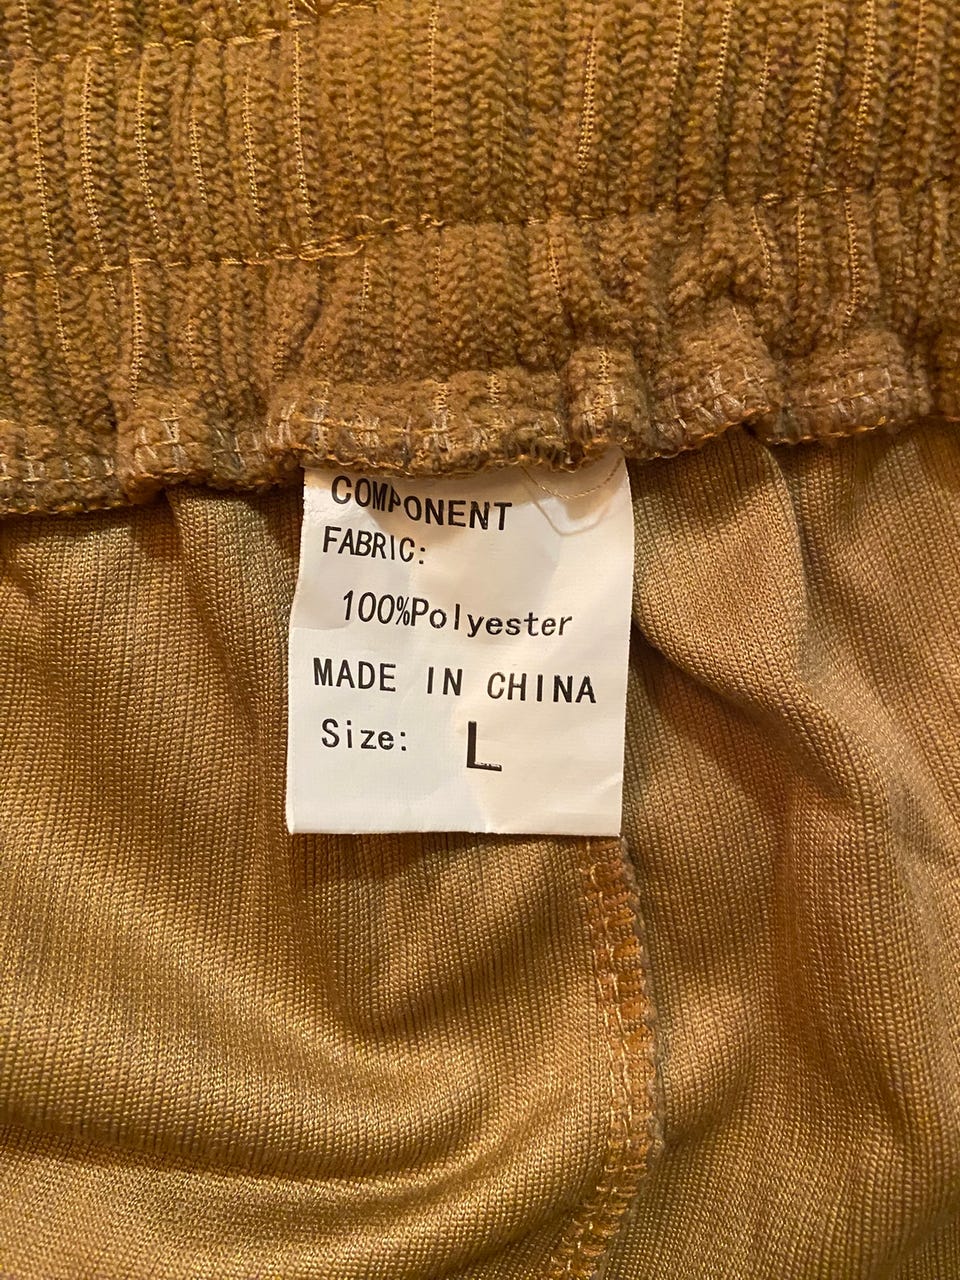 COMPONENT
FABRIC:
100%Polyester
MADE IN CHINA
Size: L